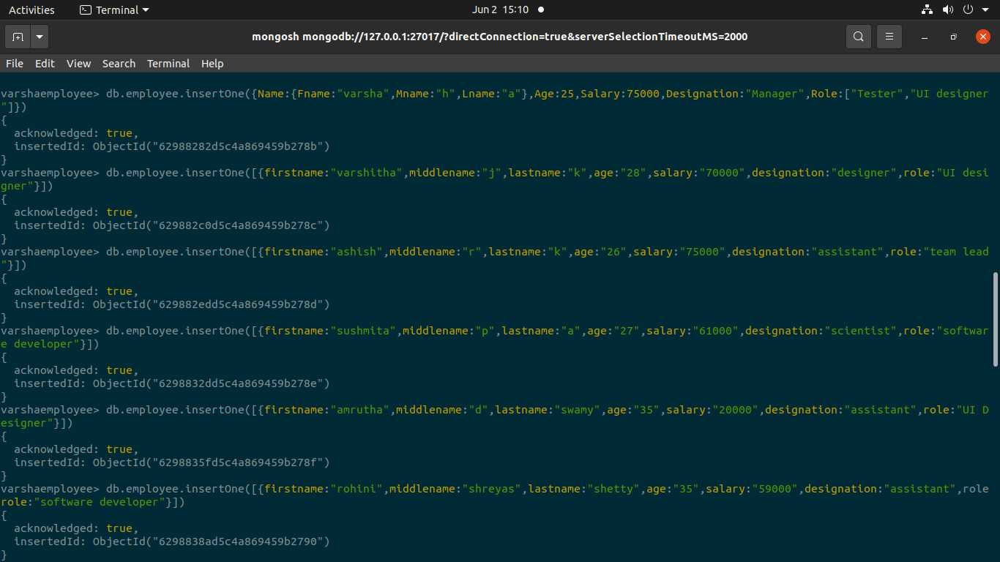 Activities Terminal Jun 2 15:10
mongosh mongodb://127.0.0.1:27017/?directConnection=true&serverSelectionTimeoutMS=2000
File Edit View Search Terminal Help
varshaemployee> db.employee.insertOne({Name:{Fname:"varsha",Mname:"h",Lname:"a"},Age:25,Salary:75000,Designation:"Manager",Role:["Tester","UI designer
"]})
{
  acknowledged: true,
  insertedId: ObjectId("62988282d5c4a869459b278b")
}
varshaemployee> db.employee.insertOne([{firstname:"varshitha",middlename:"j",lastname:"k",age:"28",salary:"70000",designation:"designer",role:"UI desi
gner"}])
{
  acknowledged: true,
  insertedId: ObjectId("629882c0d5c4a869459b278c")
}
varshaemployee> db.employee.insertOne([{firstname:"ashish",middlename:"r",lastname:"k",age:"26",salary:"75000",designation:"assistant",role:"team lead
"}])
{
  acknowledged: true,
  insertedId: ObjectId("629882edd5c4a869459b278d")
}
varshaemployee> db.employee.insertOne([{firstname:"sushmita",middlename:"p",lastname:"a",age:"27",salary:"61000",designation:"scientist",role:"softwar
e developer"}])
{
  acknowledged: true,
  insertedId: ObjectId("6298832dd5c4a869459b278e")
}
varshaemployee> db.employee.insertOne([{firstname:"amrutha",middlename:"d",lastname:"swamy",age:"35",salary:"20000",designation:"assistant",role:"UI D
esigner"}])
{
  acknowledged: true,
  insertedId: ObjectId("6298835fd5c4a869459b278f")
}
varshaemployee> db.employee.insertOne([{firstname:"rohini",middlename:"shreyas",lastname:"shetty",age:"35",salary:"59000",designation:"assistant",role
role:"software developer"}])
{
  acknowledged: true,
  insertedId: ObjectId("6298838ad5c4a869459b2790")
}